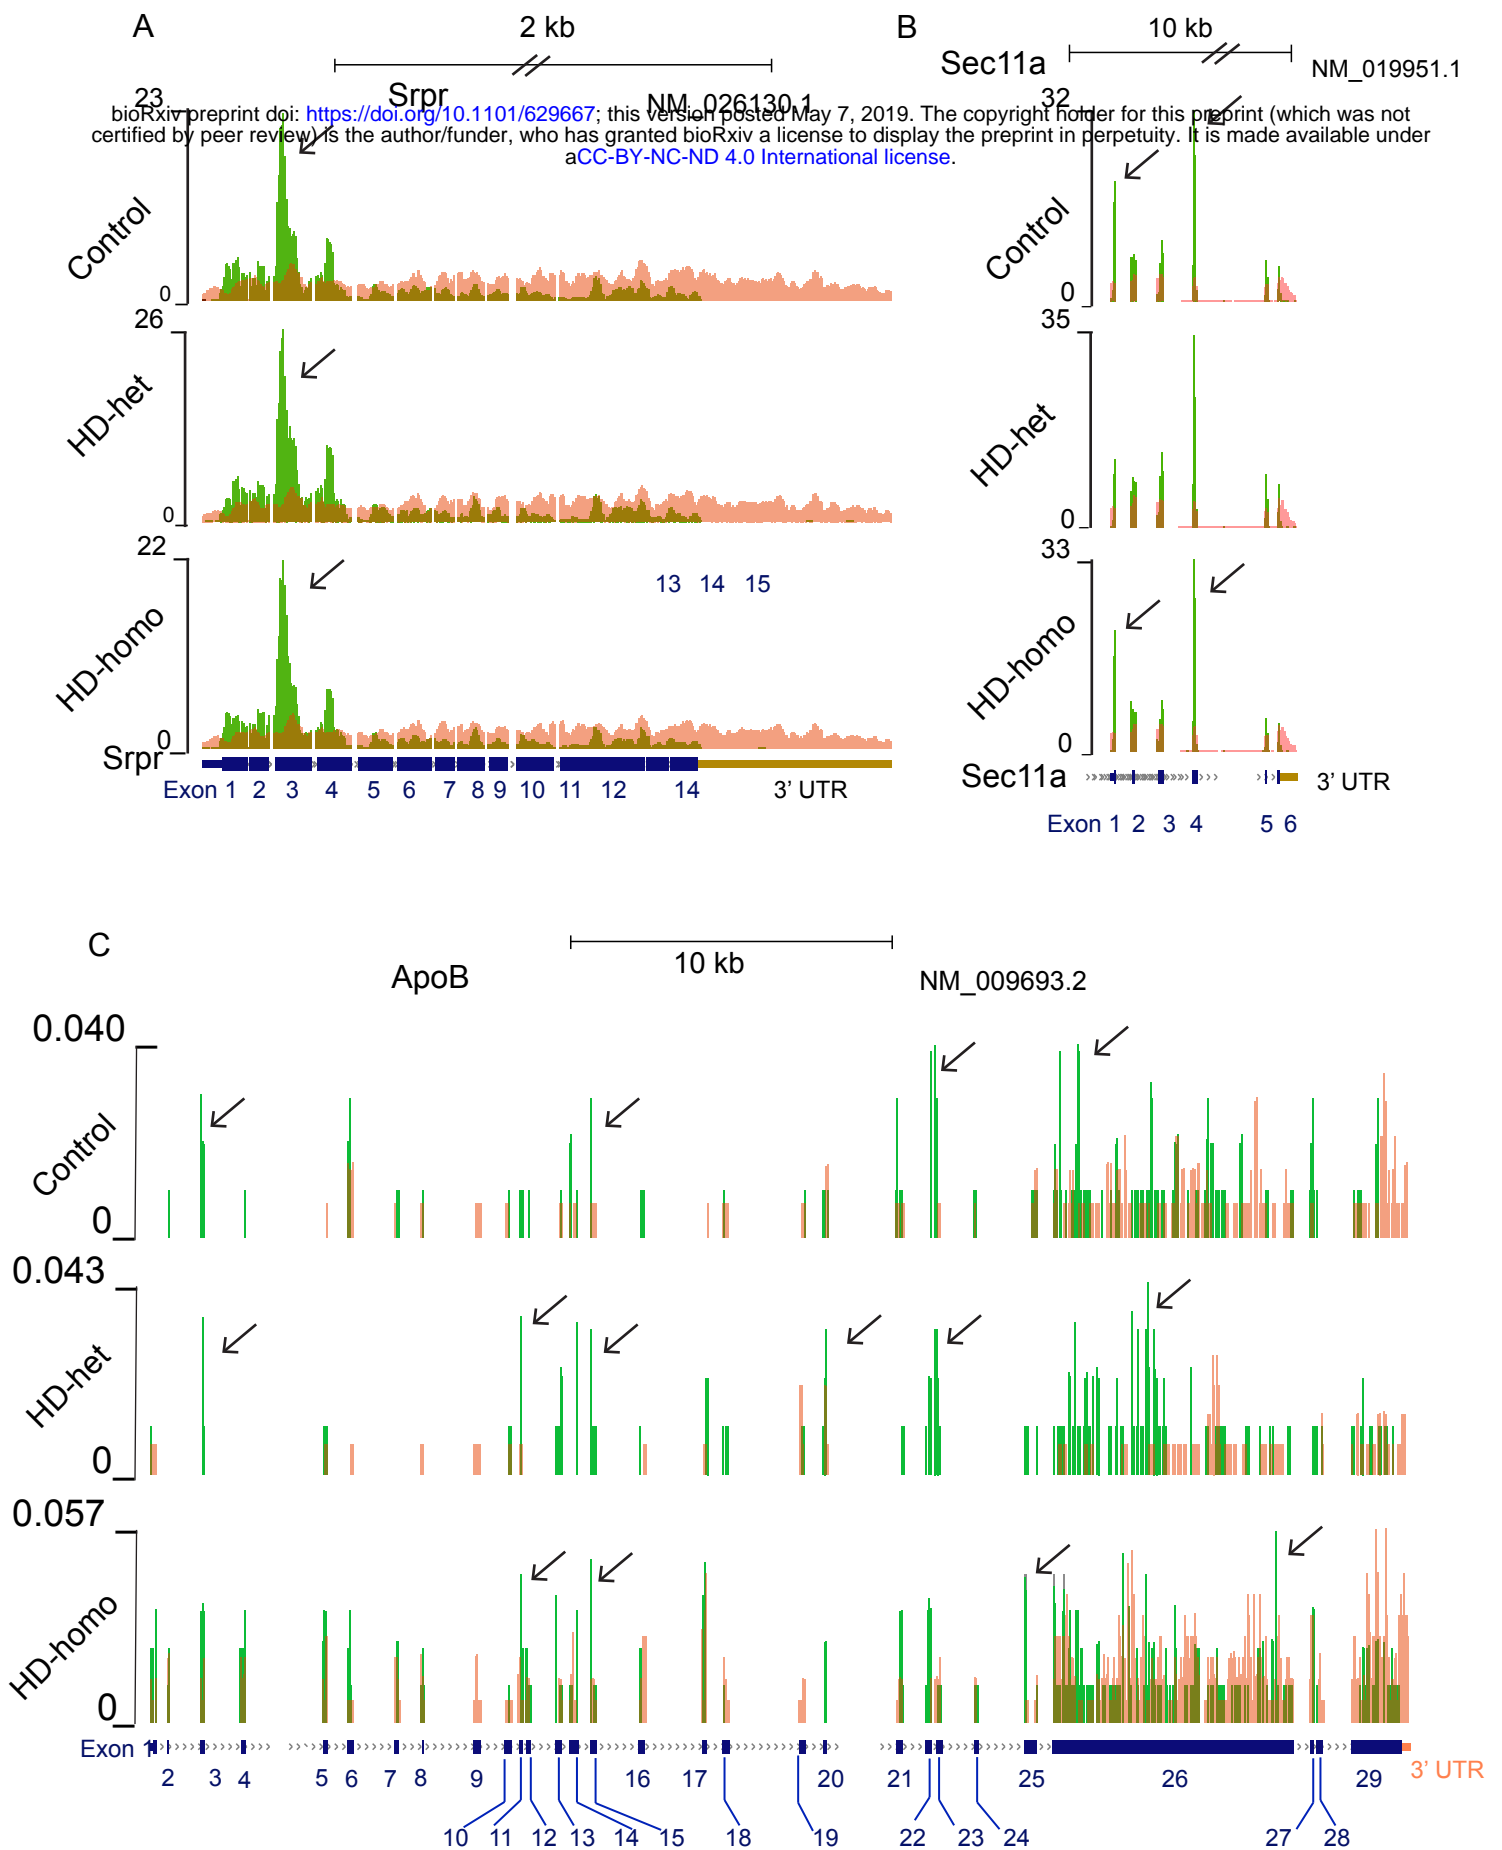 A
2 kb
B
10 kb
Sec11a
NM_019951.1
Srpr
NM_026130.1
23
32
bioRxiv preprint doi: https://doi.org/10.1101/629667; this version posted May 7, 2019. The copyright holder for this preprint (which was not
certified by peer review) is the author/funder, who has granted bioRxiv a license to display the preprint in perpetuity. It is made available under
aCC-BY-NC-ND 4.0 International license.
Control
0
Control
0
26
HD-het
0
35
HD-het
0
22
HD-homo
0
13 14 15
33
HD-homo
0
Srpr
Exon 1 2 3 4 5 6 7 8 9 10 11 12 14 3' UTR
Sec11a
3' UTR
Exon 1 2 3 4 5 6
C
10 kb
ApoB
NM_009693.2
0.040
Control
0
0.043
HD-het
0
0.057
HD-homo
0
Exon 1
2 3 4 5 6 7 8 9 16 17 20 21 25 26 29 3' UTR
10 11 12 13 14 15 18 19 22 23 24 27 28